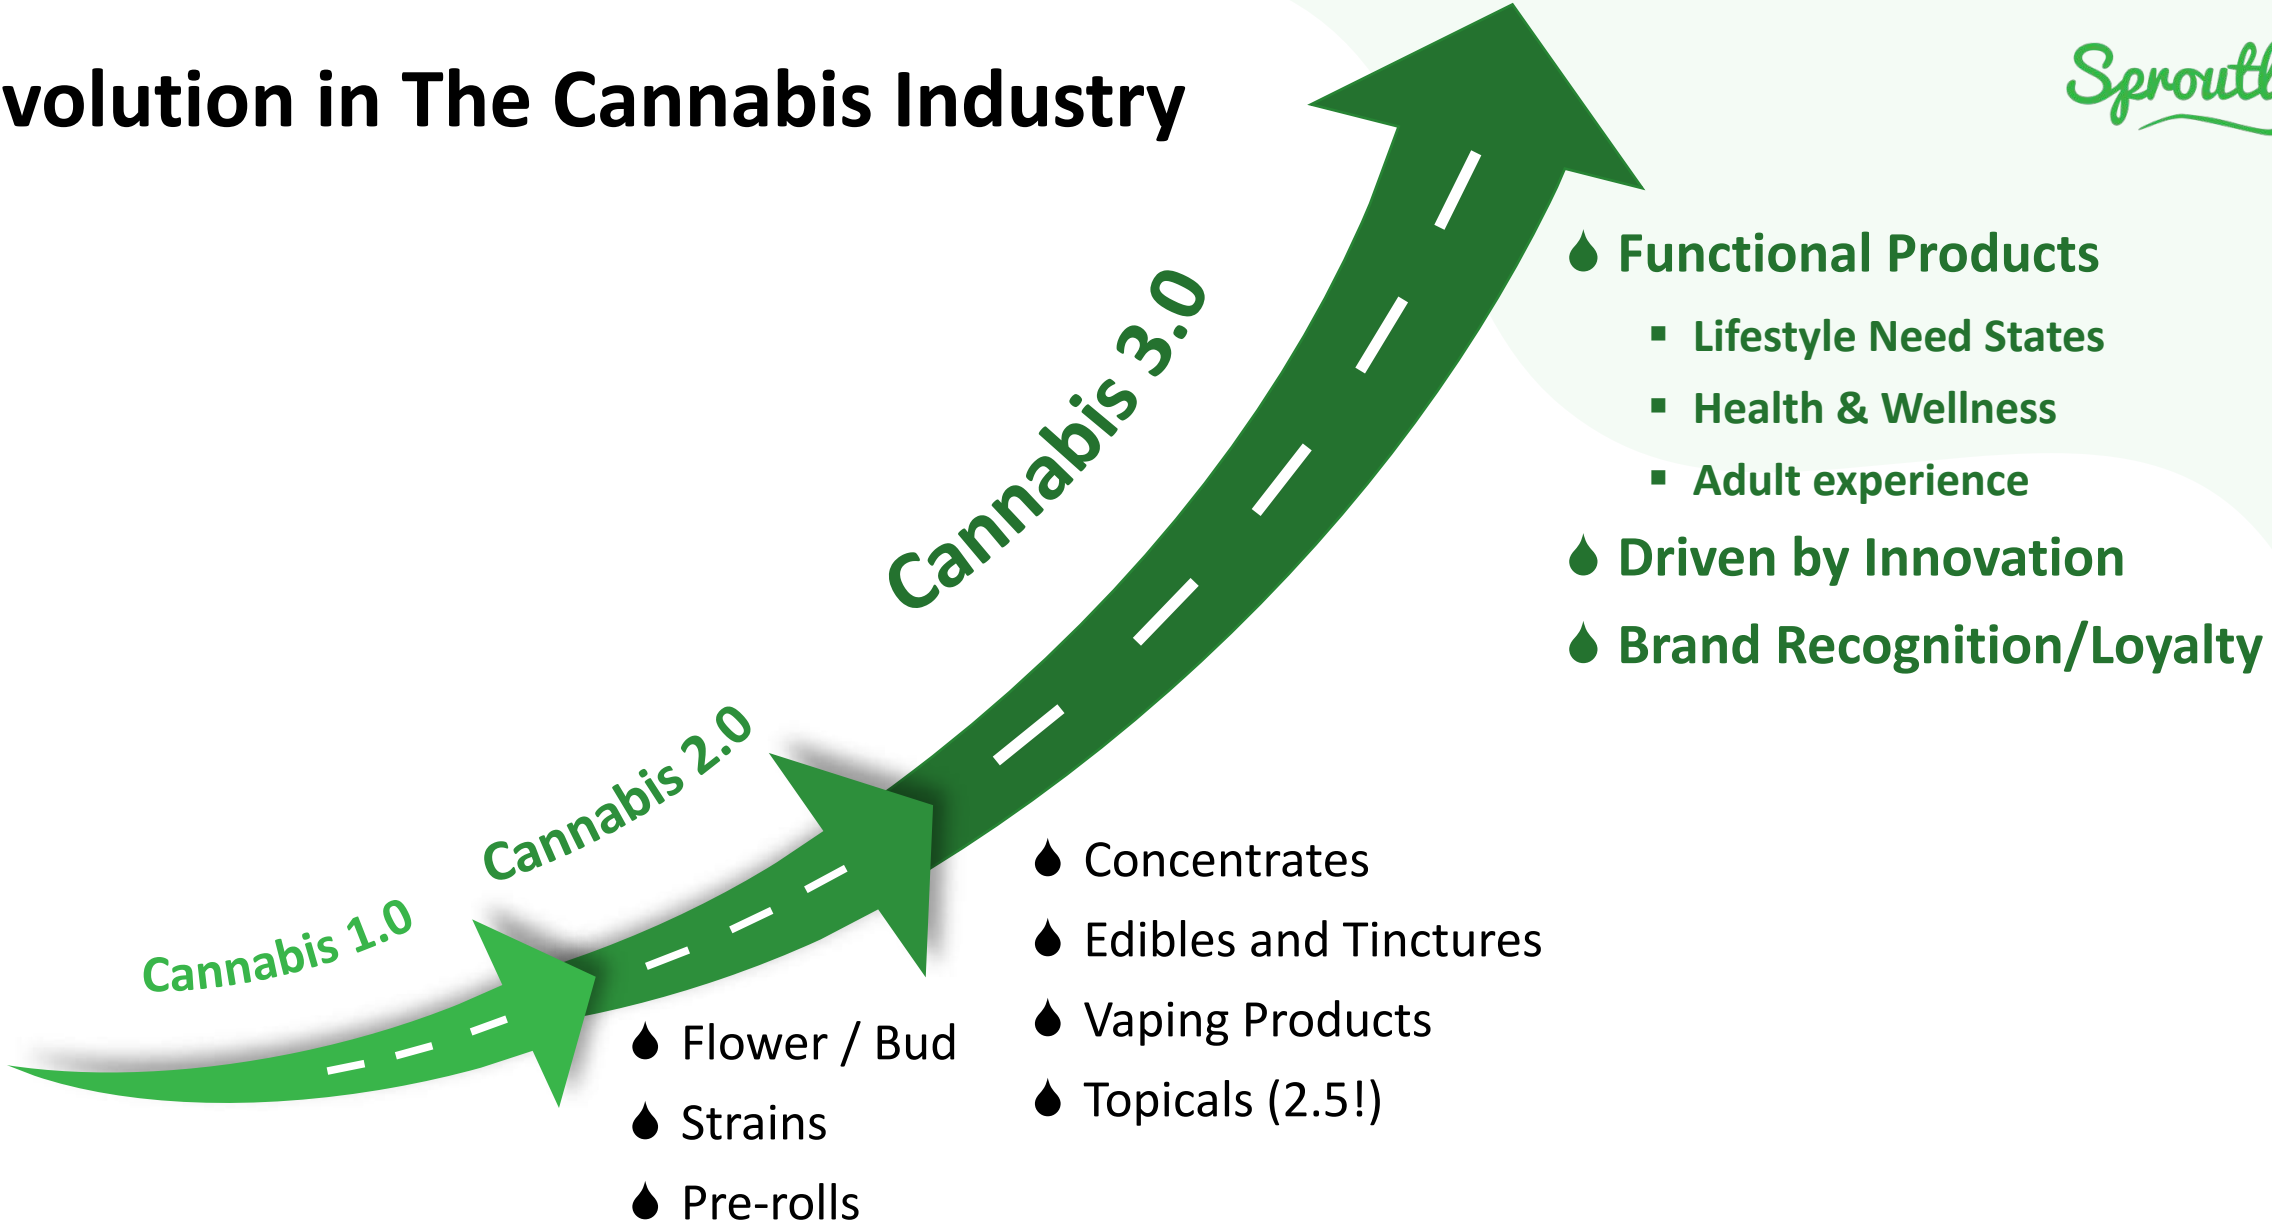 volution in The Cannabis Industry
Functional Products
Lifestyle Need States
Health & Wellness
Adult experience
Driven by Innovation
Brand Recognition/Loyalty
Cannabis 3.0
Cannabis 2.0
Concentrates
Edibles and Tinctures
Vaping Products
Topicals (2.5!)
Cannabis 1.0
Flower / Bud
Strains
Pre-rolls